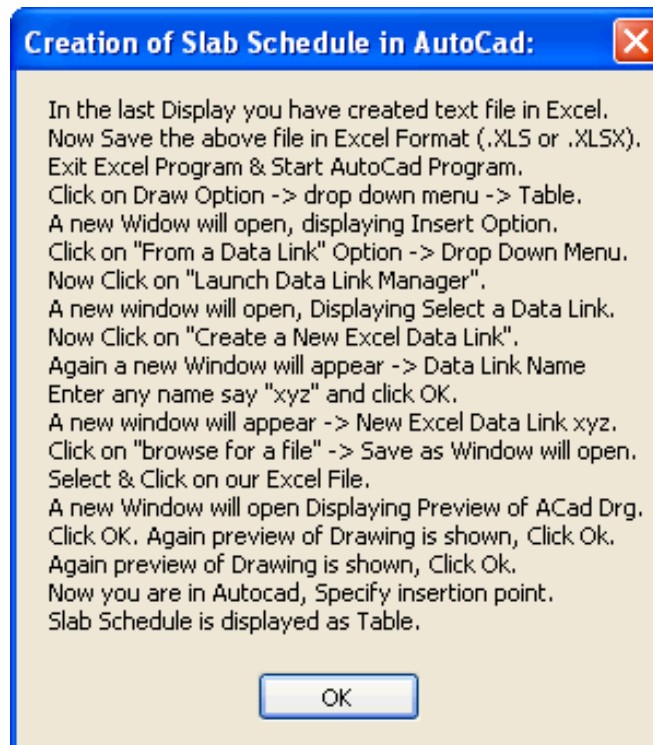 Creation of Slab Schedule in AutoCad:
In the last Display you have created text file in Excel.
Now Save the above file in Excel Format (.XLS or .XLSX).
Exit Excel Program & Start AutoCad Program.
Click on Draw Option -> drop down menu -> Table.
A new Widow will open, displaying Insert Option.
Click on "From a Data Link" Option -> Drop Down Menu.
Now Click on "Launch Data Link Manager".
A new window will open, Displaying Select a Data Link.
Now Click on "Create a New Excel Data Link".
Again a new Window will appear -> Data Link Name
Enter any name say "xyz" and click OK.
A new window will appear -> New Excel Data Link xyz.
Click on "browse for a file" -> Save as Window will open.
Select & Click on our Excel File.
A new Window will open Displaying Preview of ACad Drg.
Click OK. Again preview of Drawing is shown, Click Ok.
Again preview of Drawing is shown, Click Ok.
Now you are in Autocad, Specify insertion point.
Slab Schedule is displayed as Table.
OK